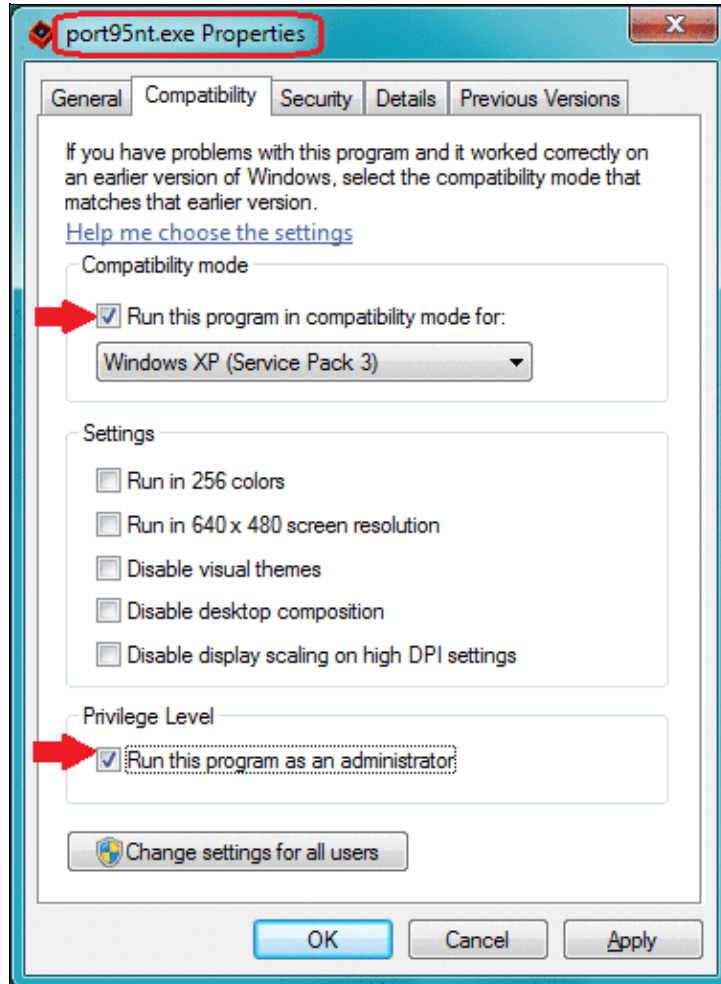 port95nt.exe Properties
General Compatibility Security Details Previous Versions
If you have problems with this program and it worked correctly on
an earlier version of Windows, select the compatibility mode that
matches that earlier version.
Help me choose the settings
Compatibility mode
Run this program in compatibility mode for:
Windows XP (Service Pack 3)
Settings
Run in 256 colors
Run in 640 x 480 screen resolution
Disable visual themes
Disable desktop composition
Disable display scaling on high DPI settings
Privilege Level
Run this program as an administrator
Change settings for all users
OK Cancel Apply